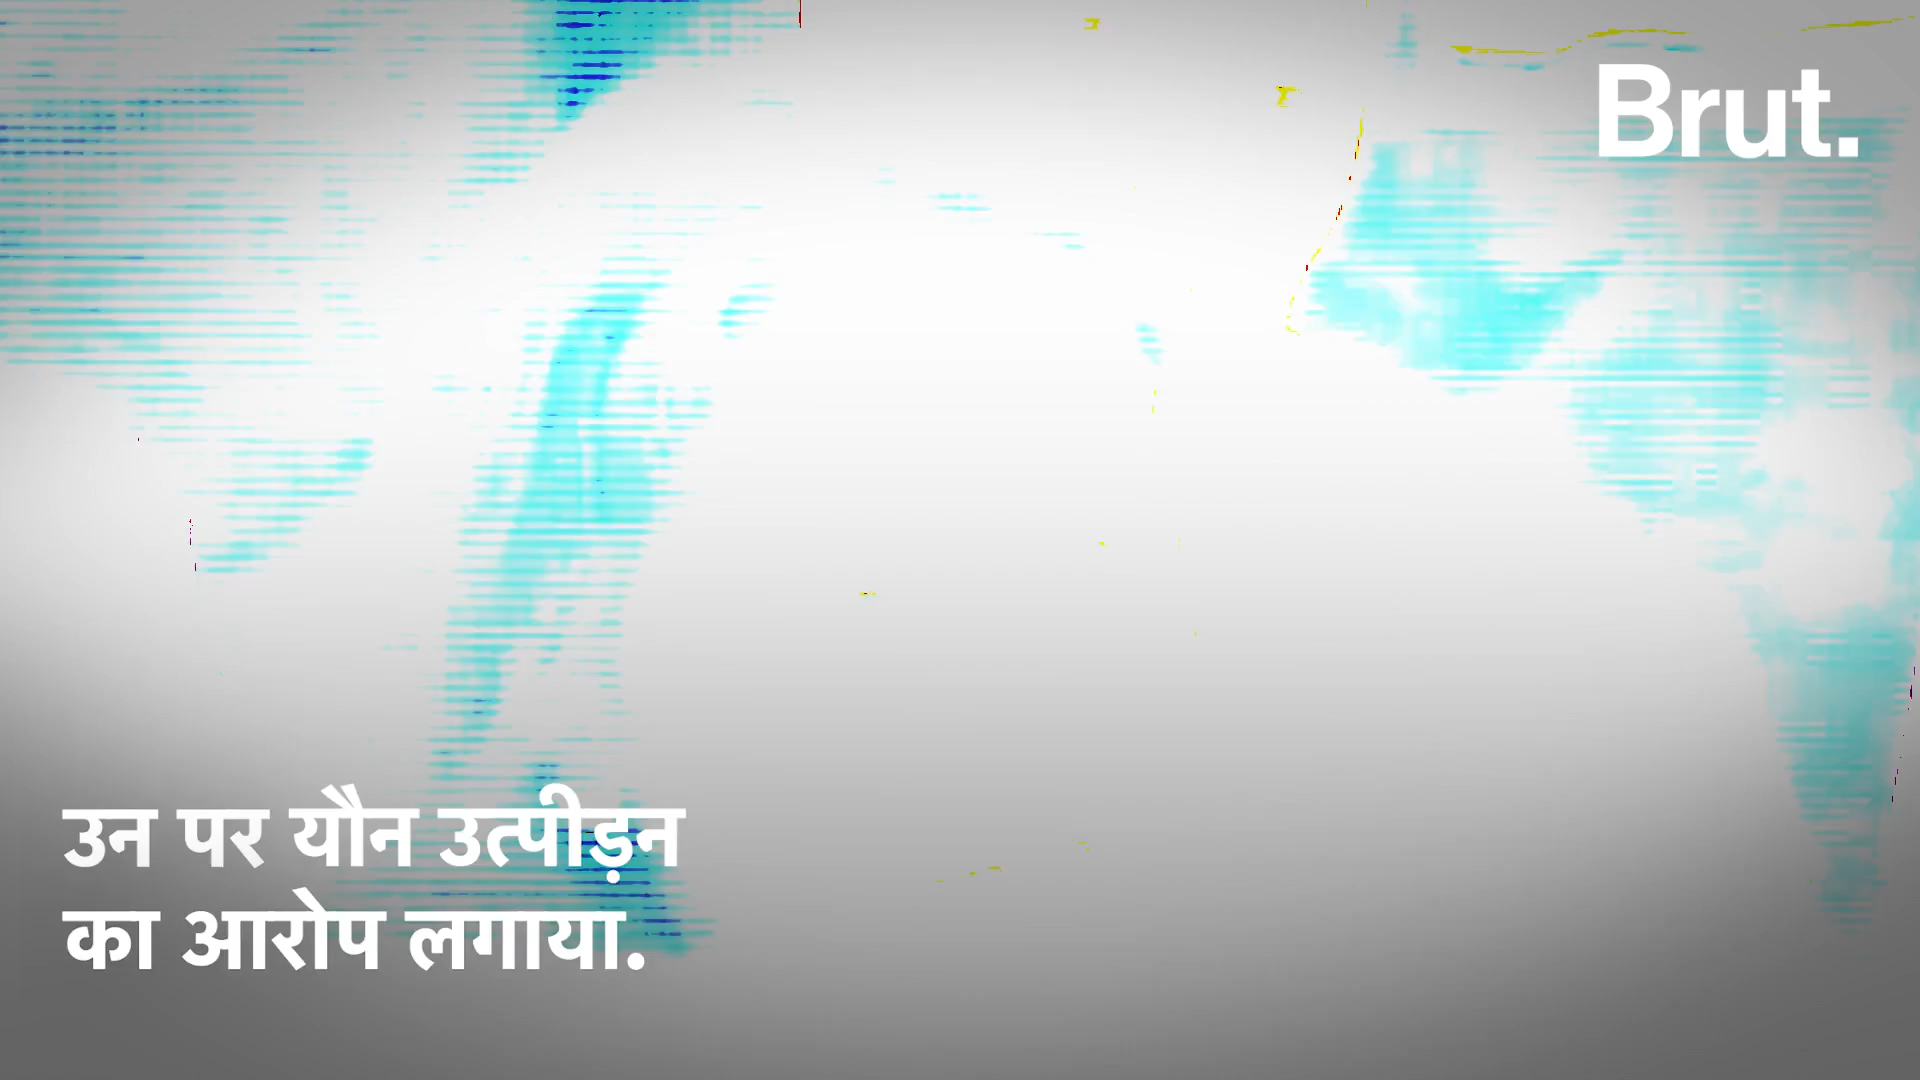 Brut.
उन पर यौन उत्पीड़न
का आरोप लगाया.